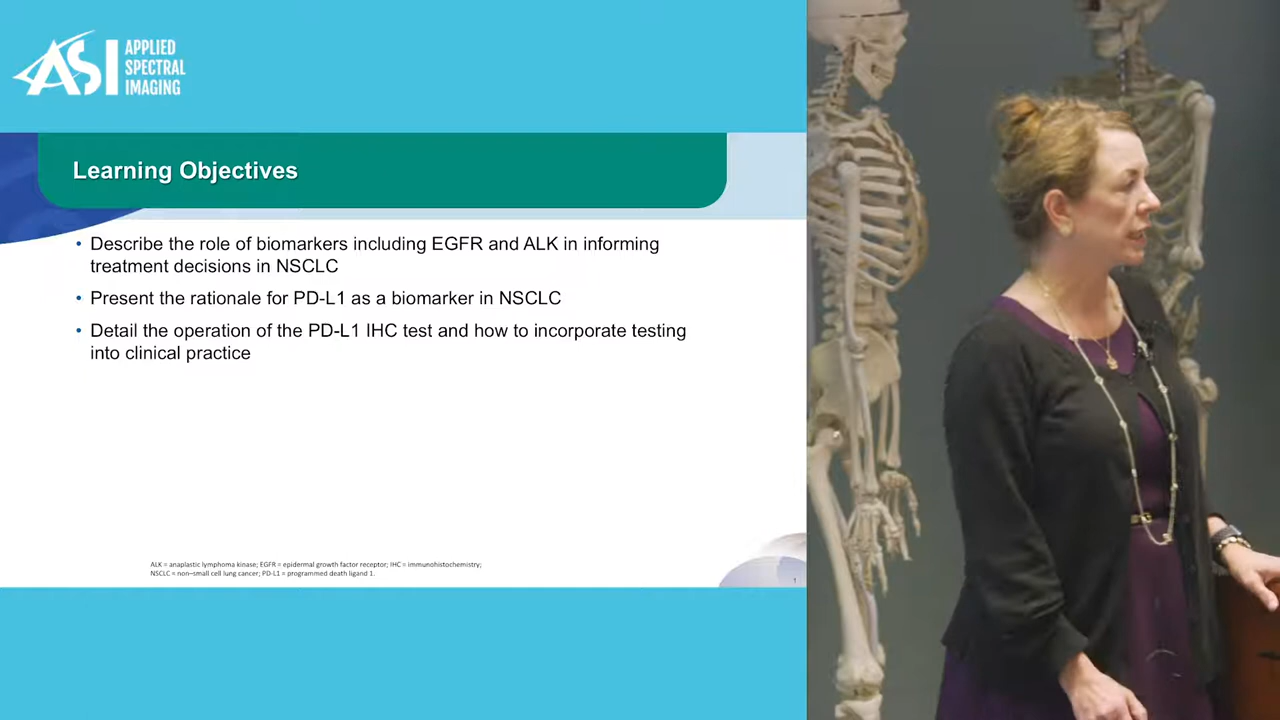 ASI
APPLIED
SPECTRAL
IMAGING
Learning Objectives
• Describe the role of biomarkers including EGFR and ALK in informing
treatment decisions in NSCLC
• Present the rationale for PD-L1 as a biomarker in NSCLC
• Detail the operation of the PD-L1 IHC test and how to incorporate testing
into clinical practice
ALK = anaplastic lymphoma kinase; EGFR = epidermal growth factor receptor; IHC = immunohistochemistry;
NSCLC = non–small cell lung cancer; PD-L1 = programmed death ligand 1.
1